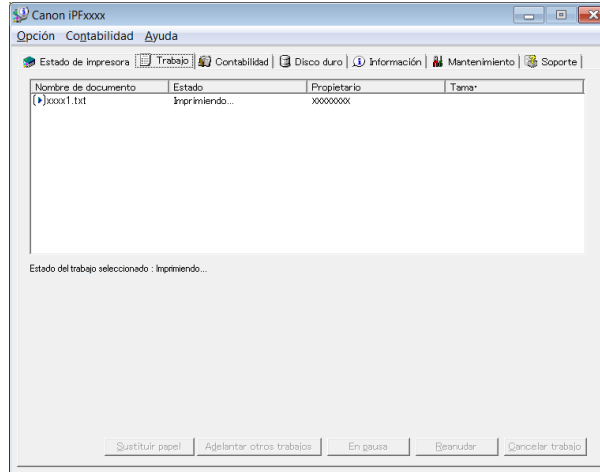 Canon iPFxxxx
Opción Contabilidad Ayuda
Estado de impresora Trabajo Contabilidad Disco duro Información Mantenimiento Soporte
Nombre de documento Estado Propietario Tama·
xxxx1.txt Imprimiendo... XXXXXXXX
Estado del trabajo seleccionado : Imprimiendo...
Sustituir papel Adelantar otros trabajos En pausa Reanudar Cancelar trabajo